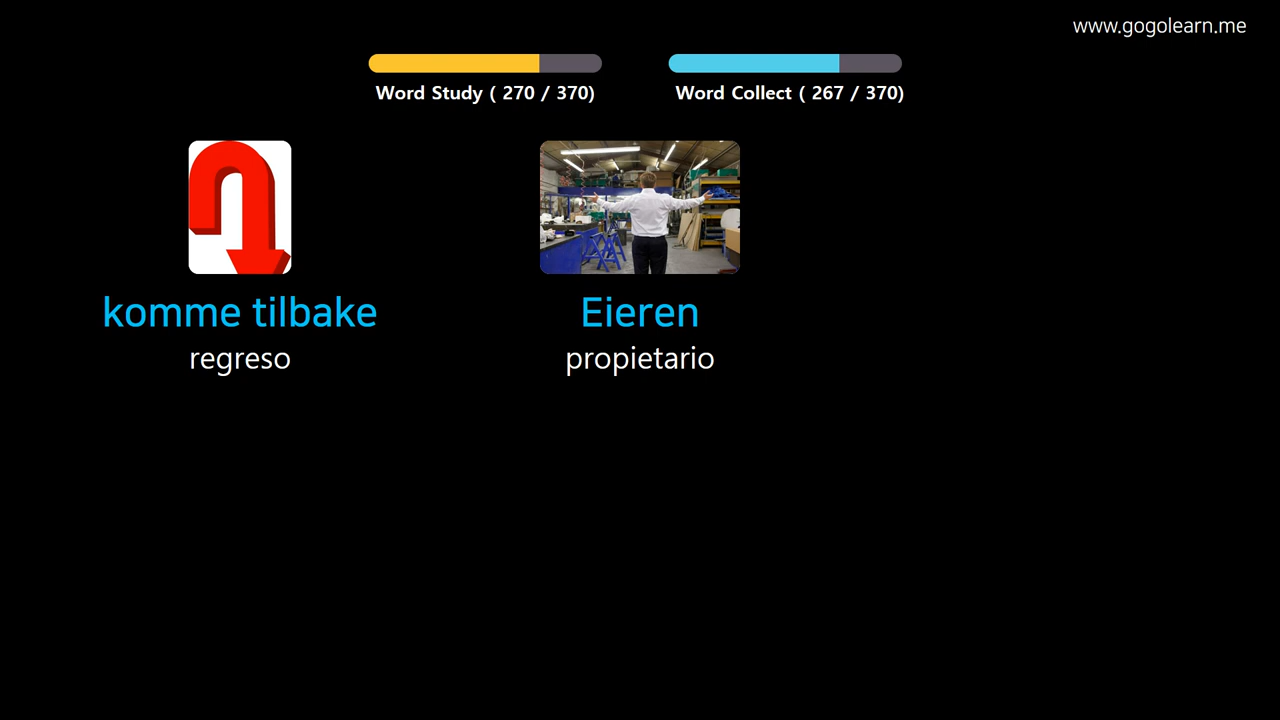 www.gogolearn.me
Word Study ( 270 / 370)
Word Collect ( 267 / 370)
komme tilbake
Eieren
regreso
propietario